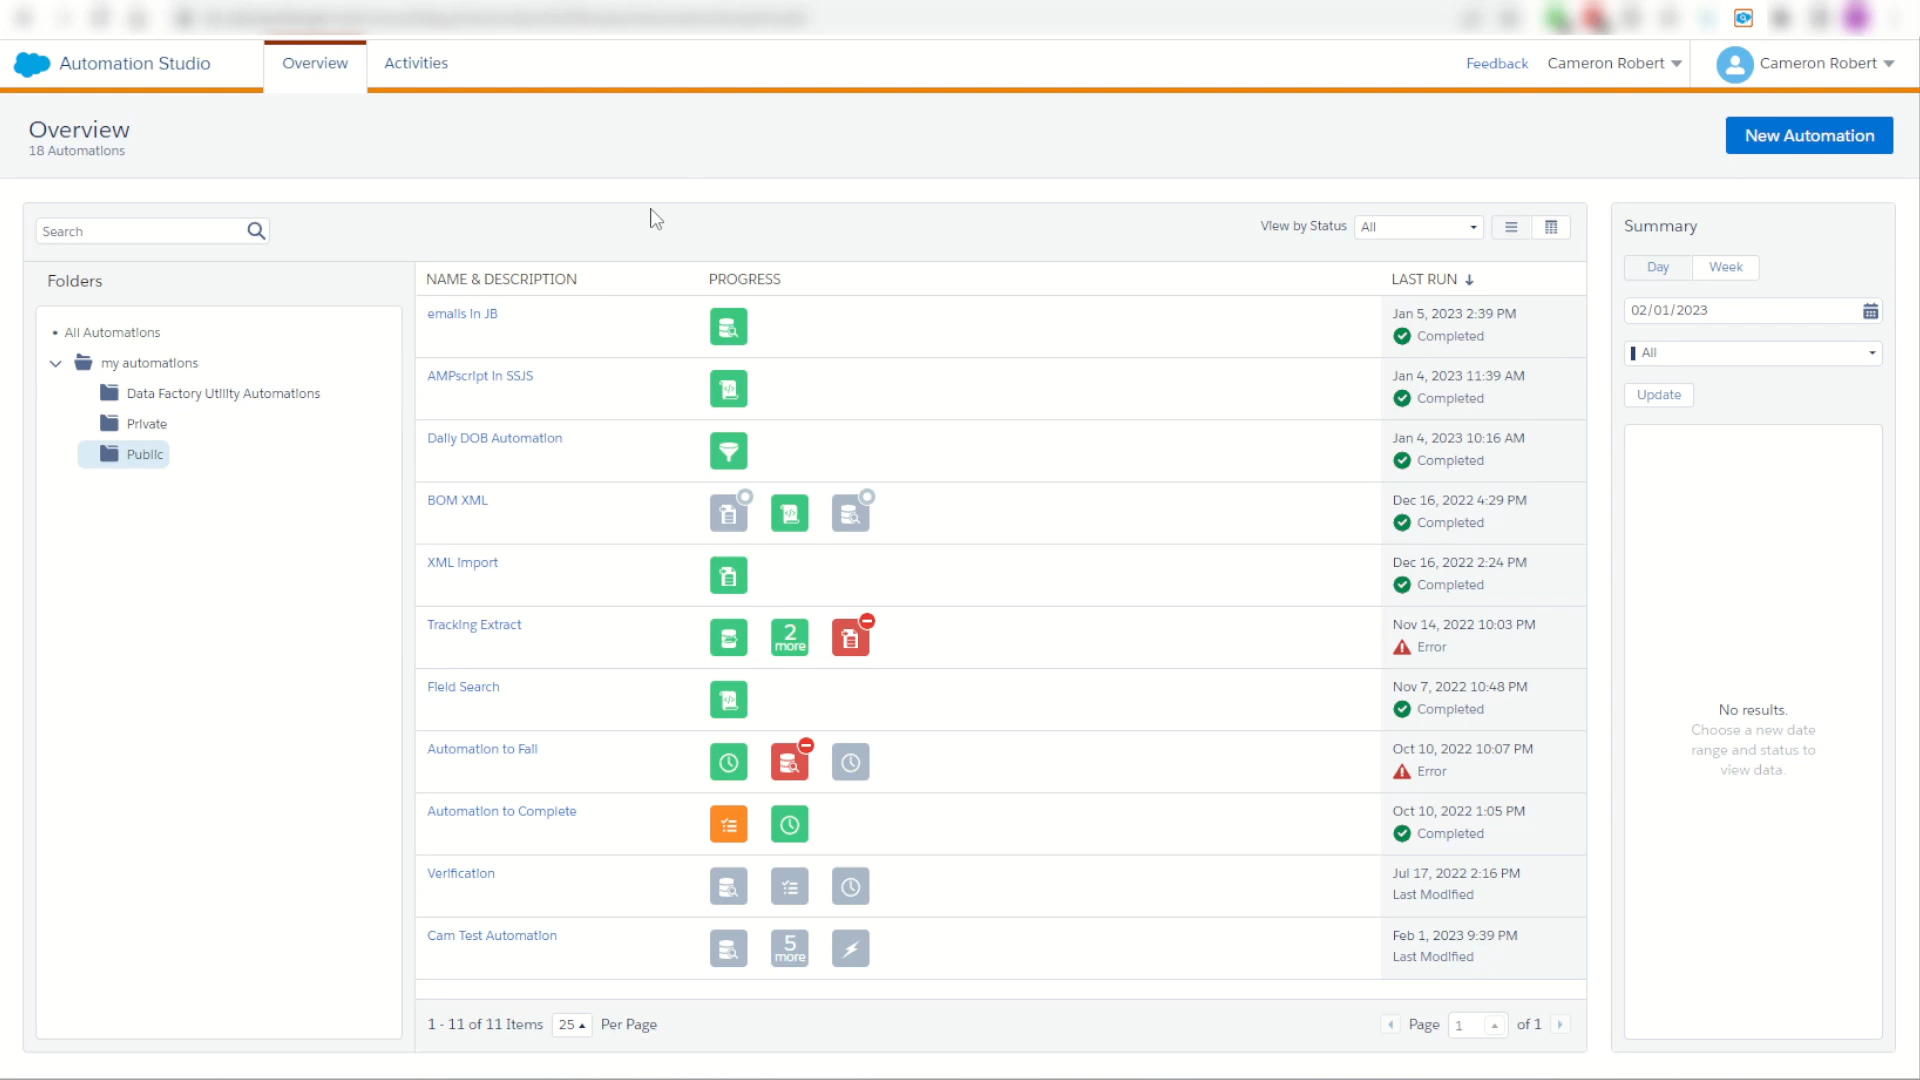 Automation Studio
Overview
Activities
Feedback
Cameron Robert
Cameron Robert
Overview
18 Automations
New Automation
Search
View by Status
All
Folders
All Automations
my automations
Data Factory Utility Automations
Private
Public
NAME & DESCRIPTION
PROGRESS
LAST RUN
emails in JB
Jan 5, 2023 2:39 PM
Completed
AMPscript in SSJS
Jan 4, 2023 11:39 AM
Completed
Daily DOB Automation
Jan 4, 2023 10:16 AM
Completed
BOM XML
Dec 16, 2022 4:29 PM
Completed
XML Import
Dec 16, 2022 2:24 PM
Completed
Tracking Extract
2
more
Nov 14, 2022 10:03 PM
Error
Field Search
Nov 7, 2022 10:48 PM
Completed
Automation to Fail
Oct 10, 2022 10:07 PM
Error
Automation to Complete
Oct 10, 2022 1:05 PM
Completed
Verification
Jul 17, 2022 2:16 PM
Last Modified
Cam Test Automation
5
more
Feb 1, 2023 9:39 PM
Last Modified
1 - 11 of 11 Items
25
Per Page
Page
1
of 1
Summary
Day
Week
02/01/2023
All
Update
No results.
Choose a new date
range and status to
view data.